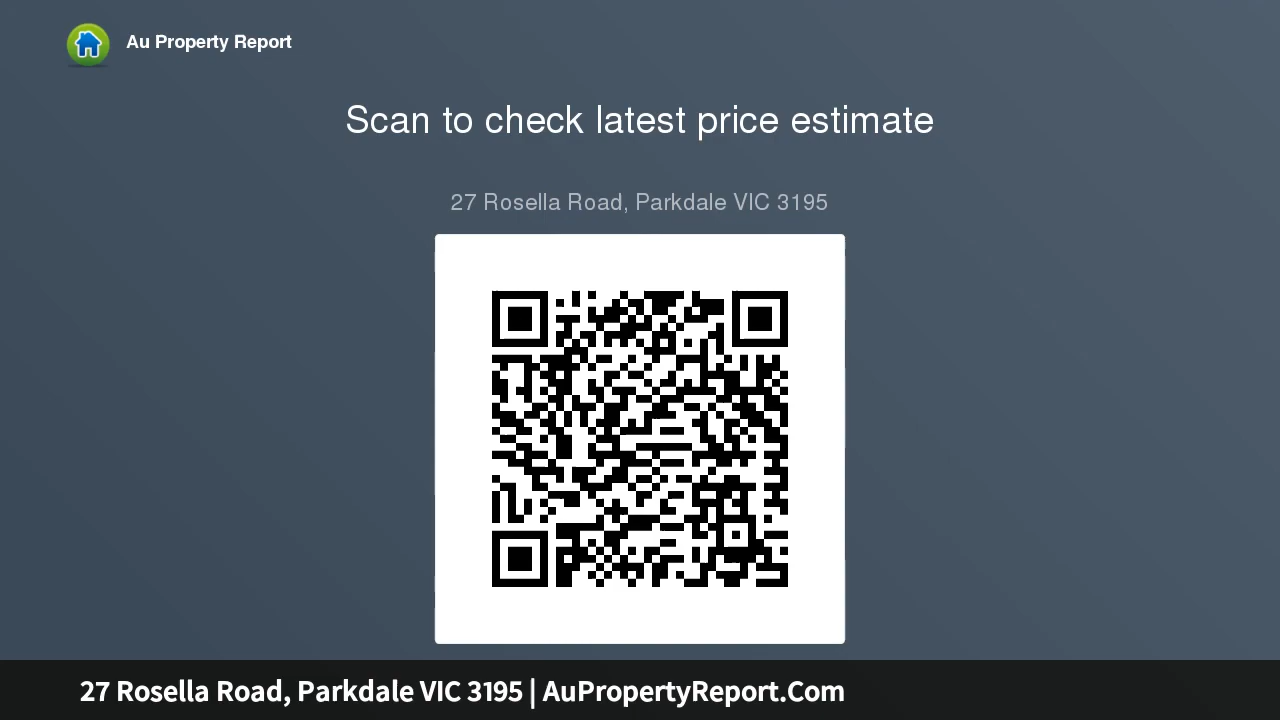 Au Property Report
Scan to check latest price estimate
27 Rosella Road, Parkdale VIC 3195
27 Rosella Road, Parkdale VIC 3195 | AuPropertyReport.Com